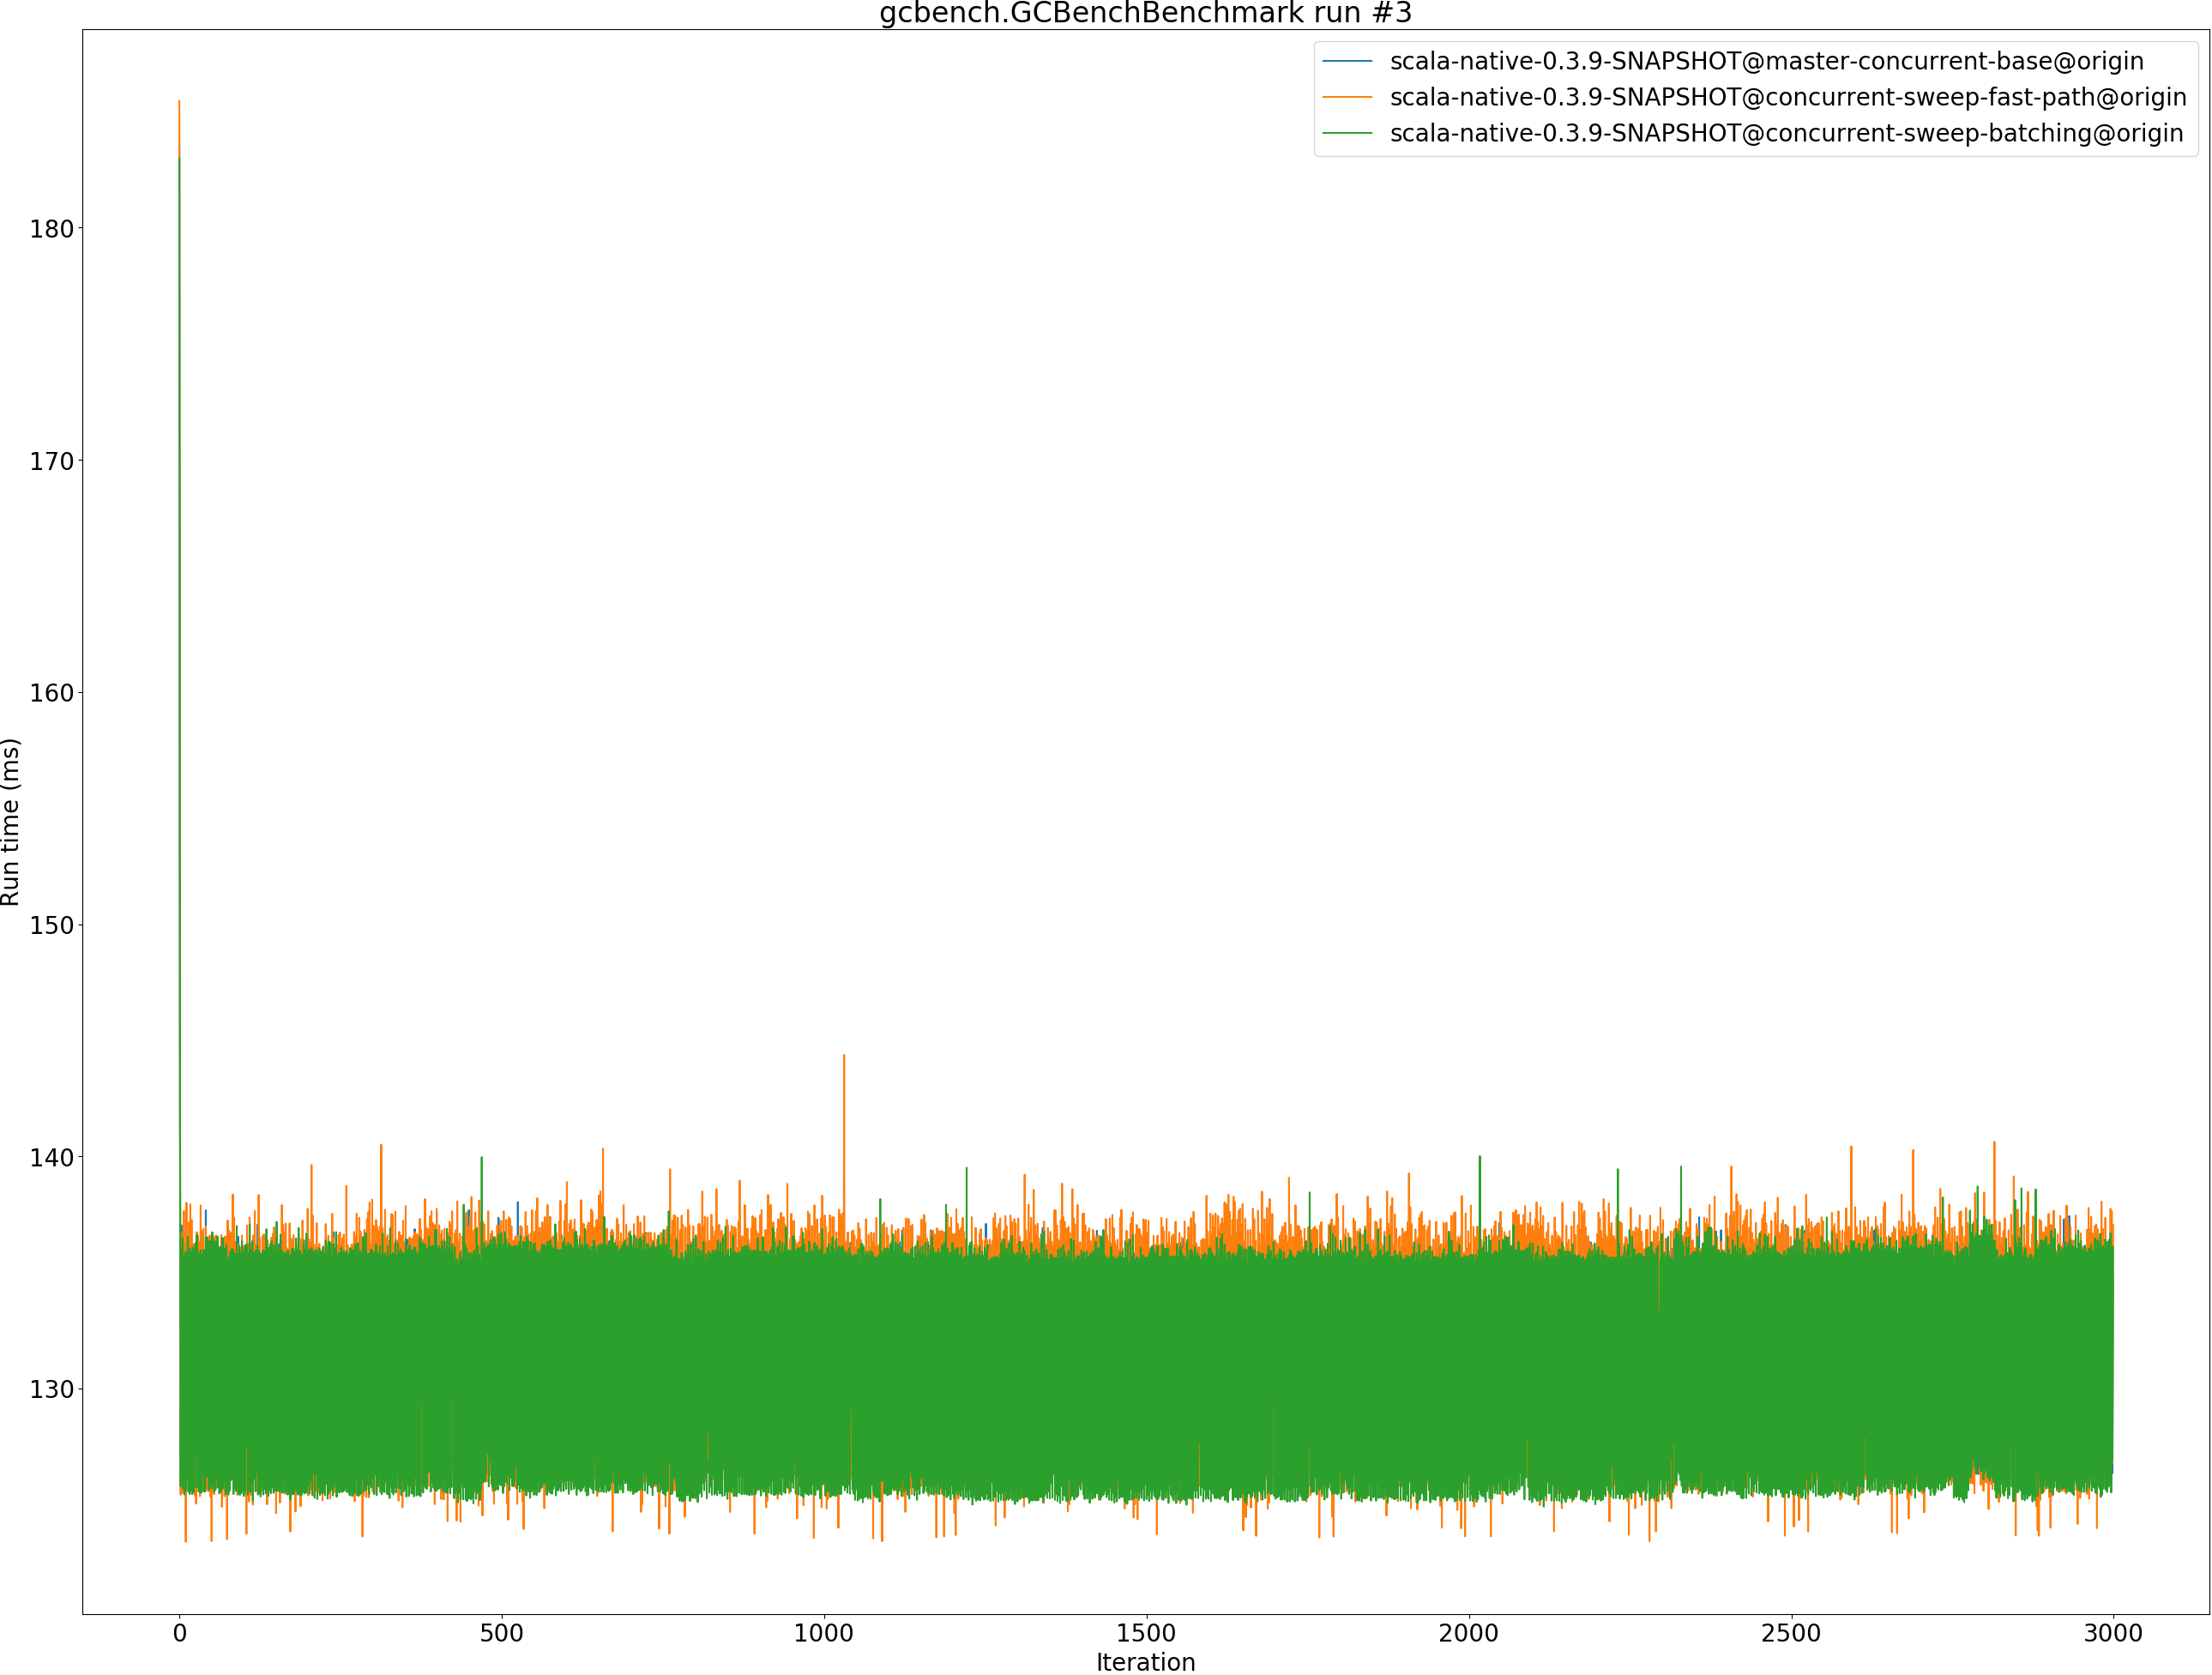 gcbench.GCBenchBenchmark run #3
scala-native-0.3.9-SNAPSHOT@master-concurrent-base@origin
scala-native-0.3.9-SNAPSHOT@concurrent-sweep-fast-path@origin
scala-native-0.3.9-SNAPSHOT@concurrent-sweep-batching@origin
180
170
160
150
140
130
Run time (ms)
0 500 1000 1500 2000 2500 3000
Iteration